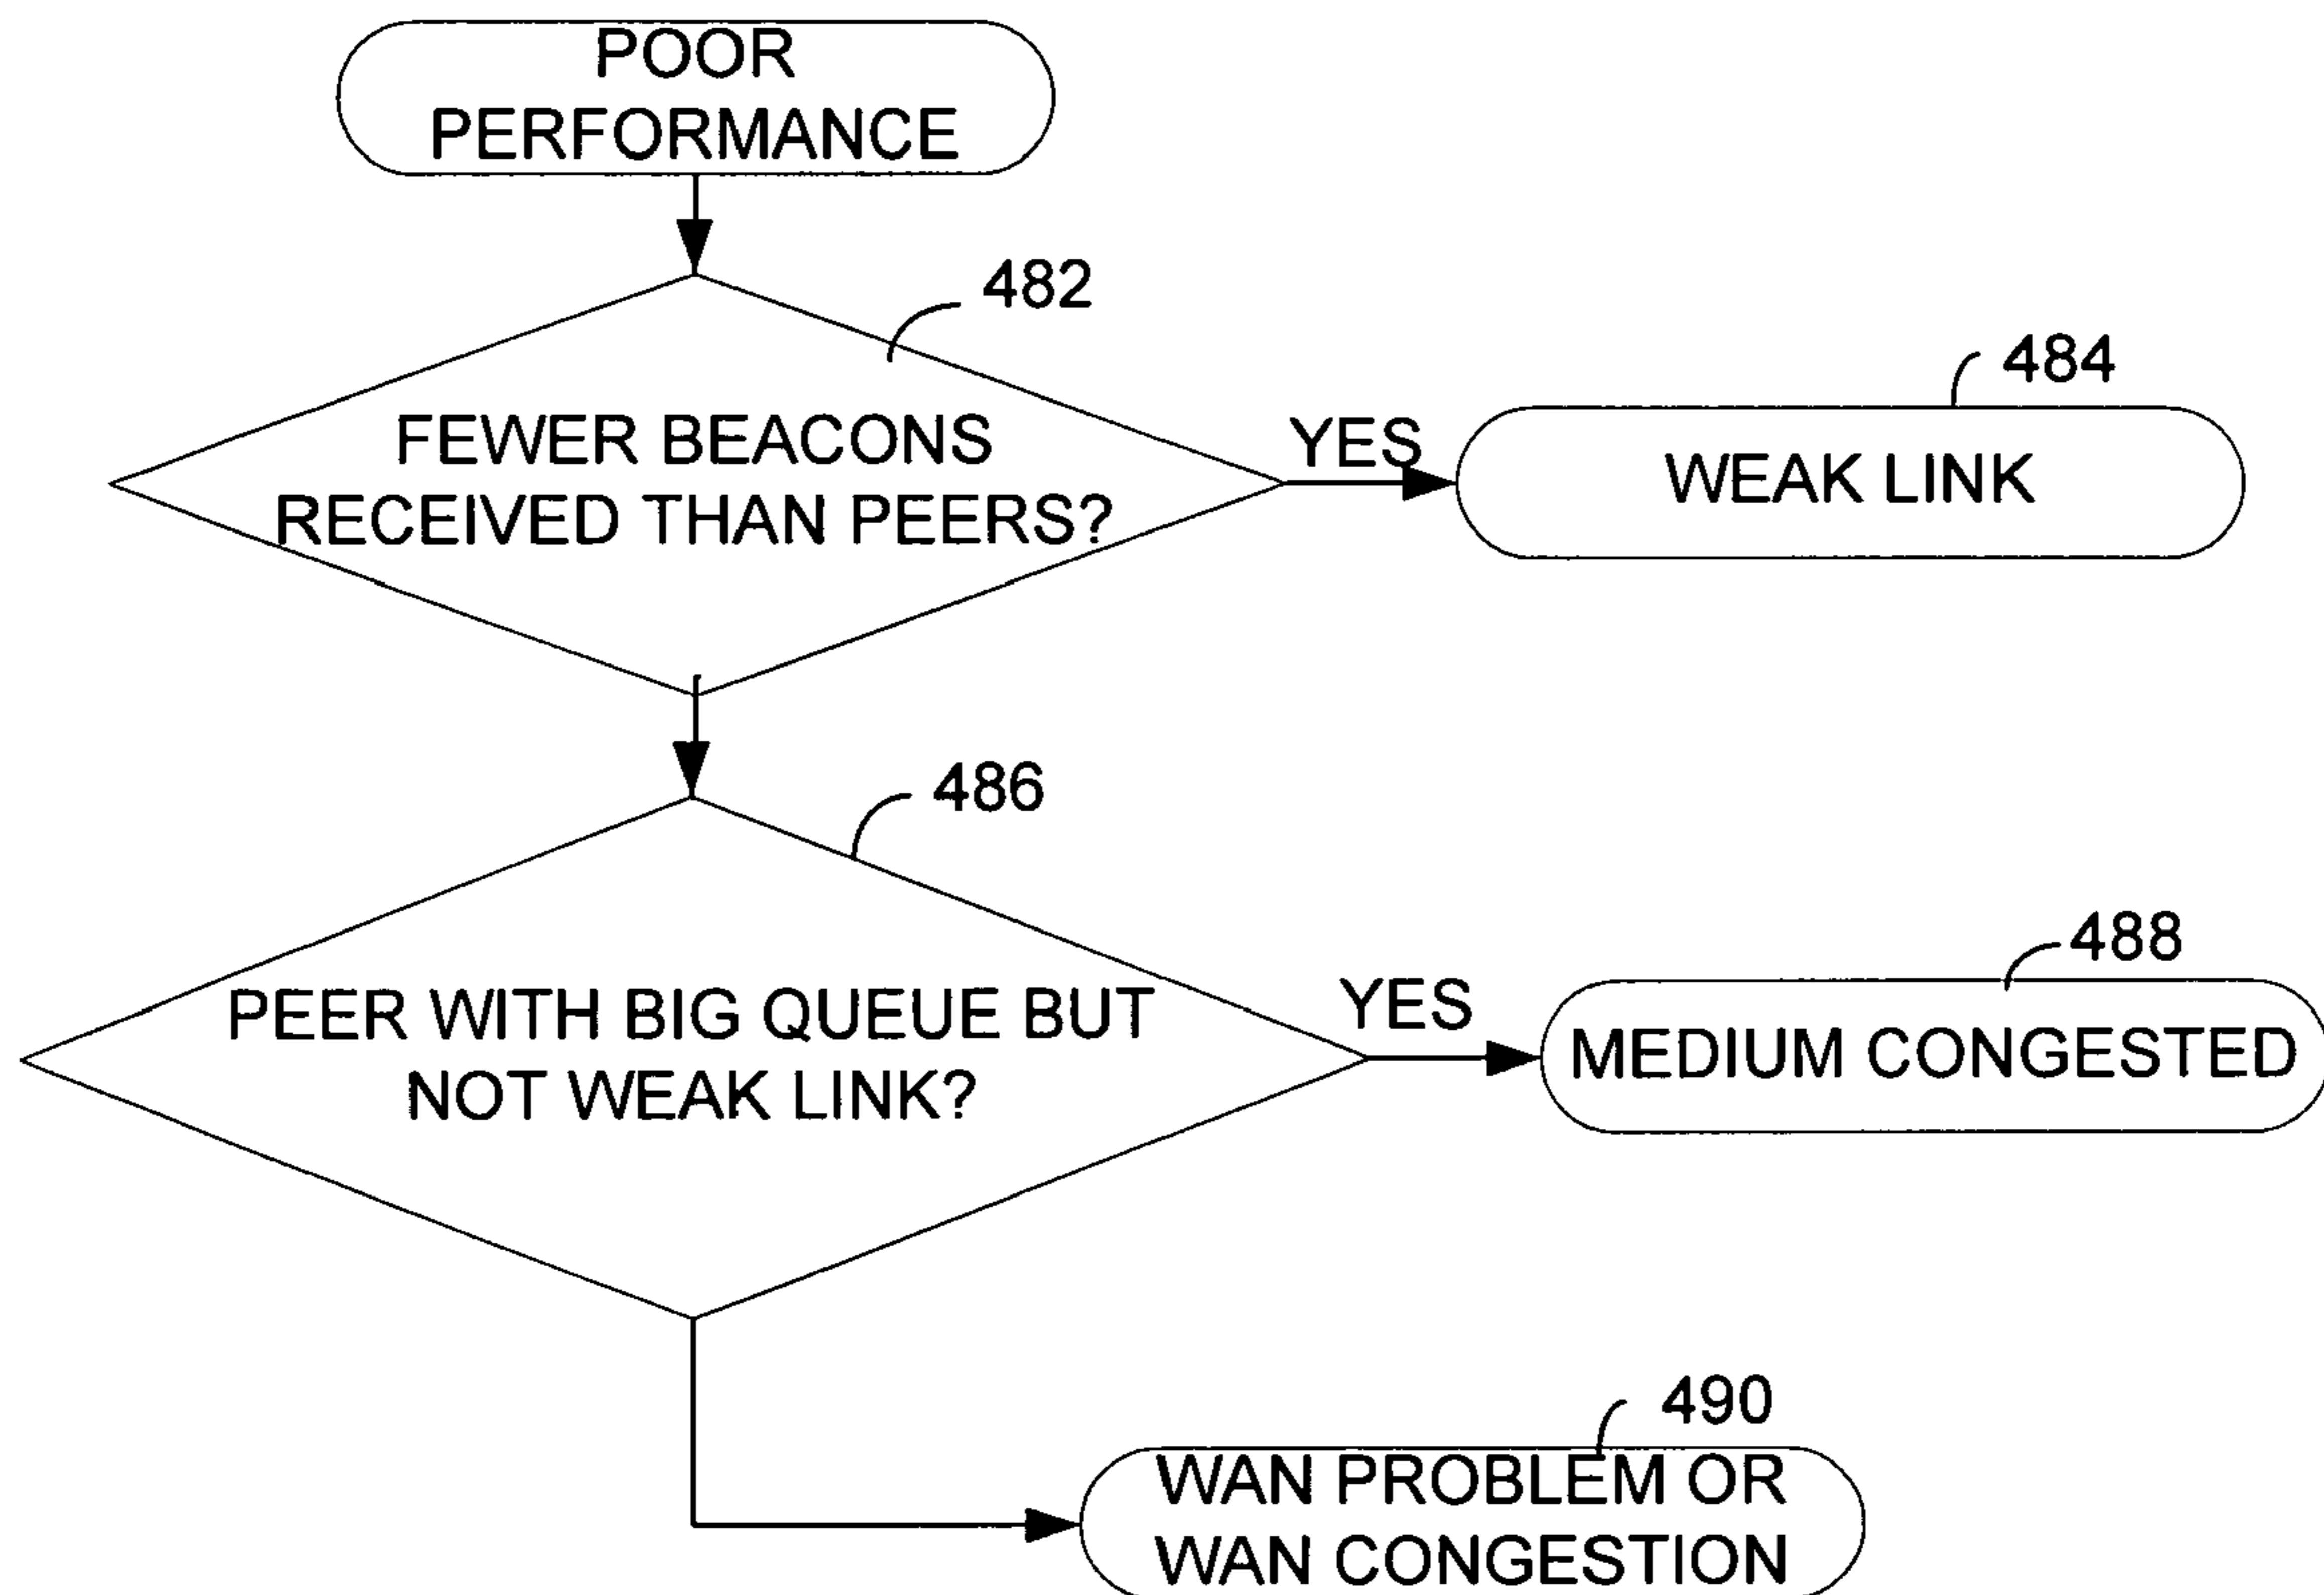 POOR
PERFORMANCE
482
484
FEWER BEACONS
RECEIVED THAN PEERS?
YES
WEAK LINK
486
488
PEER WITH BIG QUEUE BUT
NOT WEAK LINK?
YES
MEDIUM CONGESTED
490
WAN PROBLEM OR
WAN CONGESTION